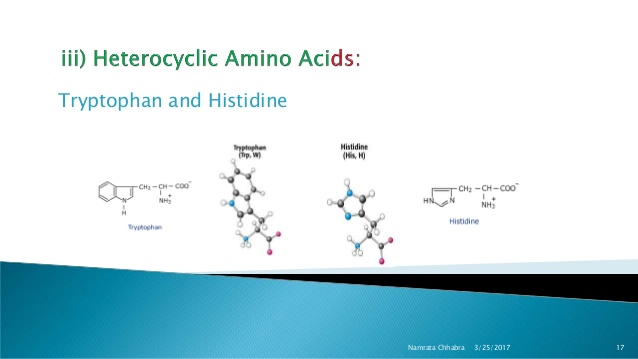 iii) Heterocyclic Amino Acids:
Tryptophan and Histidine
Tryptophan
(Trp, W)
Histidine
(His, H)
CH₂ — CH — COO⁻
NH₃⁺
N
H
Tryptophan
CH₂ — CH — COO⁻
NH₃⁺
HN N
Histidine
Namrata Chhabra 3/25/2017 17